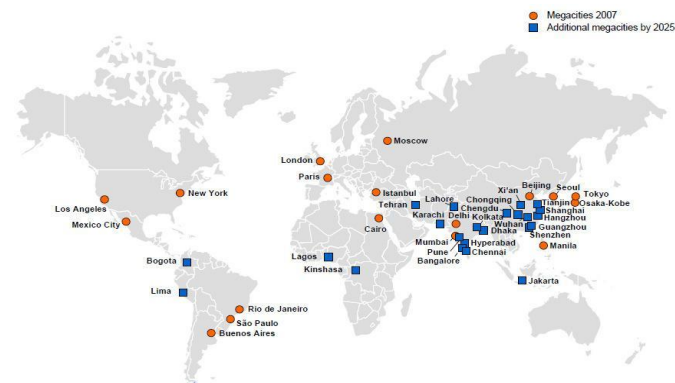 Megacities 2007
Additional megacities by 2025
Moscow
London
Paris
New York
Los Angeles
Mexico City
Istanbul
Tehran
Cairo
Lahore
Karachi
Delhi
Chongqing
Chengdu
Kolkata
Xi'an
Beijing
Seoul
Tokyo
Osaka-Kobe
Tianjin
Shanghai
Hangzhou
Wuhan
Guangzhou
Dhaka
Shenzhen
Mumbai
Hyperabad
Pune
Chennai
Bangalore
Manila
Lagos
Kinshasa
Bogota
Lima
Jakarta
Rio de Janeiro
São Paulo
Buenos Aires